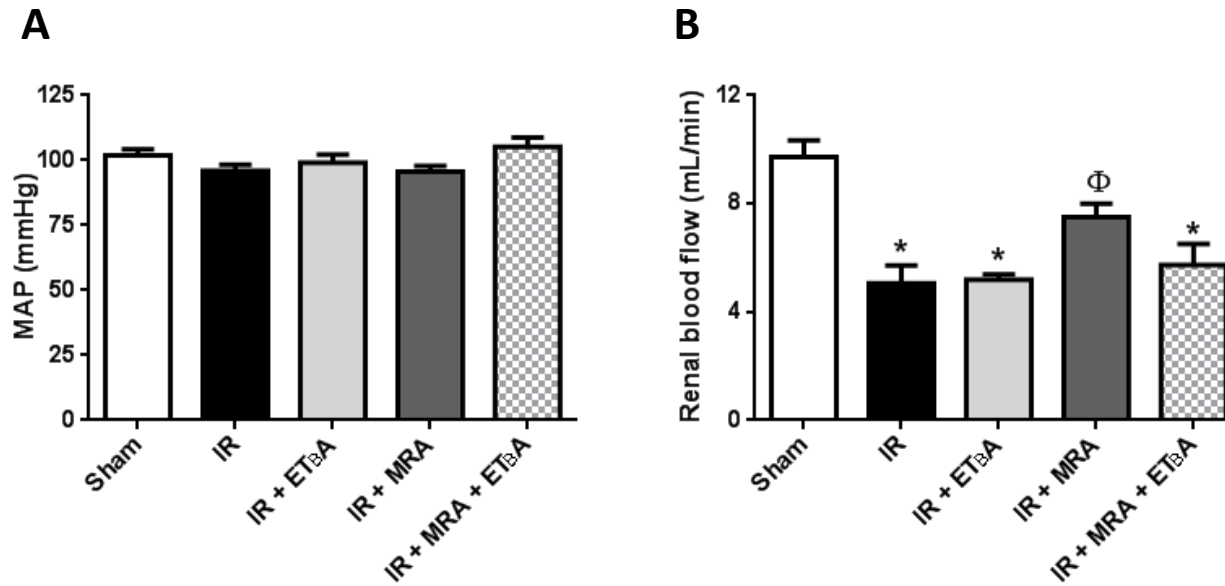 A
MAP (mmHg)
125
100
75
50
25
0
Sham
IR
IR + ETBA
IR + MRA
IR + MRA + ETBA
B
Renal blood flow (mL/min)
12
8
4
0
*
*
Φ
*
Sham
IR
IR + ETBA
IR + MRA
IR + MRA + ETBA